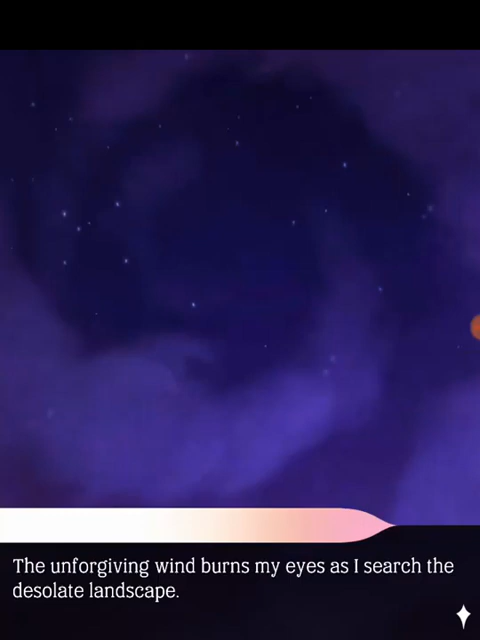 The unforgiving wind burns my eyes as I search the
desolate landscape.